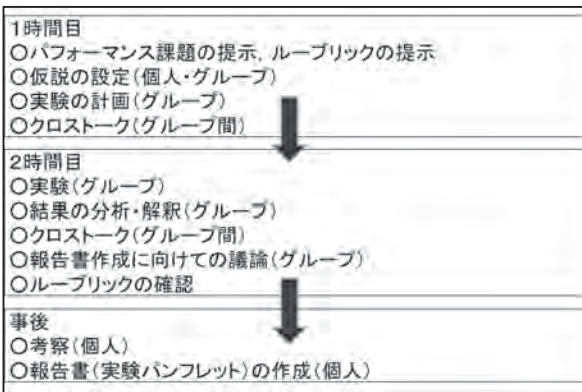 1時間目
○パフォーマンス課題の提示，ルーブリックの提示
○仮説の設定(個人・グループ)
○実験の計画(グループ)
○クロストーク(グループ間)
2時間目
○実験(グループ)
○結果の分析・解釈(グループ)
○クロストーク(グループ間)
○報告書作成に向けての議論(グループ)
○ルーブリックの確認
事後
○考察(個人)
○報告書(実験パンフレット)の作成(個人)